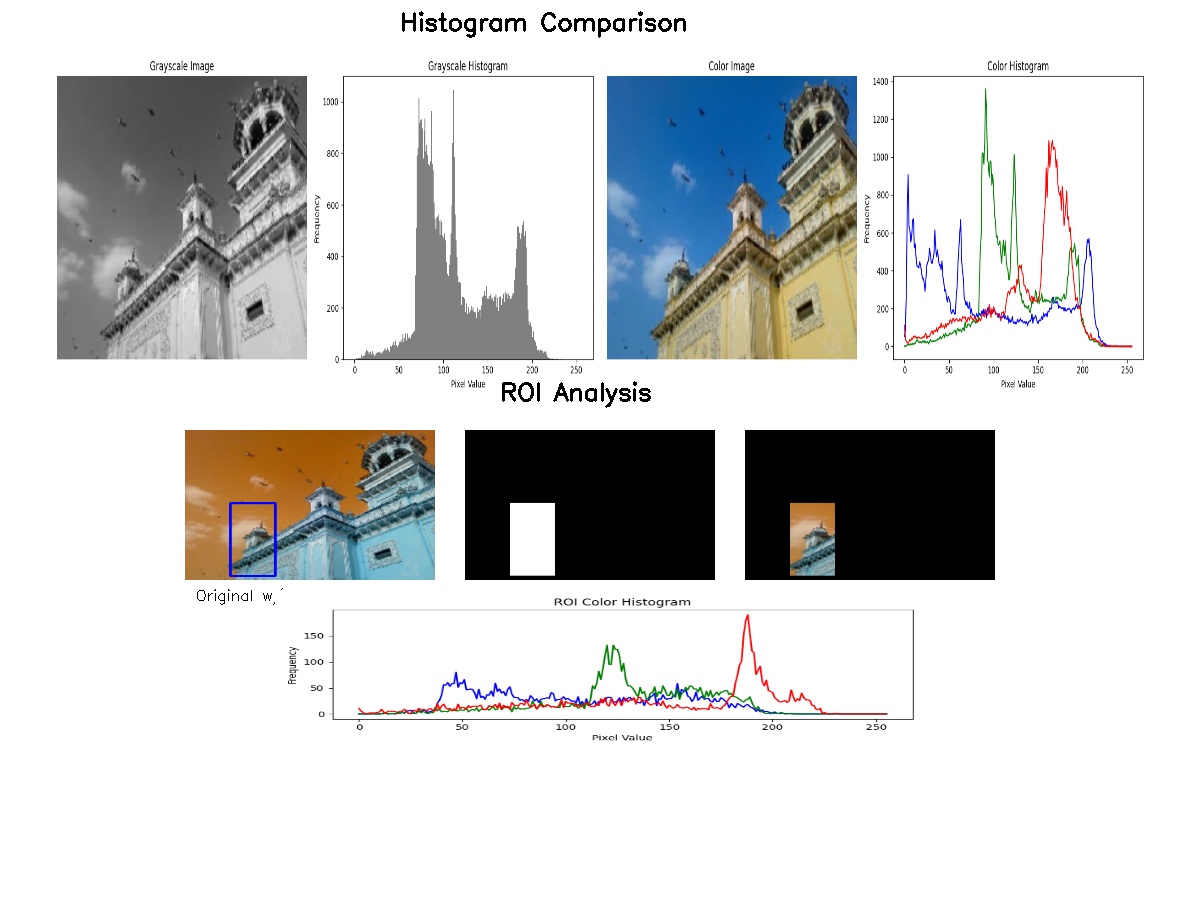 Histogram Comparison
Grayscale Image
Grayscale Histogram
Color Image
Color Histogram
Frequency
1000
800
600
400
200
0
0 50 100 150 200 250
Pixel Value
Frequency
1400
1200
1000
800
600
400
200
0
0 50 100 150 200 250
Pixel Value
ROI Analysis
Original w
ROI Color Histogram
Frequency
150
100
50
0
0 50 100 150 200 250
Pixel Value